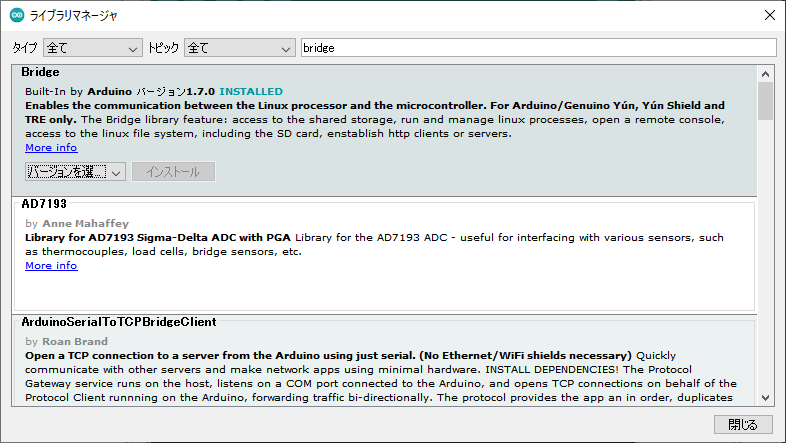 ライブラリマネージャ
タイプ 全て トピック 全て bridge
Bridge
Built-In by Arduino バージョン1.7.0 INSTALLED
Enables the communication between the Linux processor and the microcontroller. For Arduino/Genuino Yún, Yún Shield and
TRE only. The Bridge library feature: access to the shared storage, run and manage linux processes, open a remote console,
access to the linux file system, including the SD card, enstablish http clients or servers.
More info
バージョンを選... インストール
AD7193
by Anne Mahaffey
Library for AD7193 Sigma-Delta ADC with PGA Library for the AD7193 ADC - useful for interfacing with various sensors, such
as thermocouples, load cells, bridge sensors, etc.
More info
ArduinoSerialToTCPBridgeClient
by Roan Brand
Open a TCP connection to a server from the Arduino using just serial. (No Ethernet/WiFi shields necessary) Quickly
communicate with other servers and make network apps using minimal hardware. INSTALL DEPENDENCIES! The Protocol
Gateway service runs on the host, listens on a COM port connected to the Arduino, and opens TCP connections on behalf of the
Protocol Client runnning on the Arduino, forwarding traffic bi-directionally. The protocol provides the app an in order, duplicates
閉じる